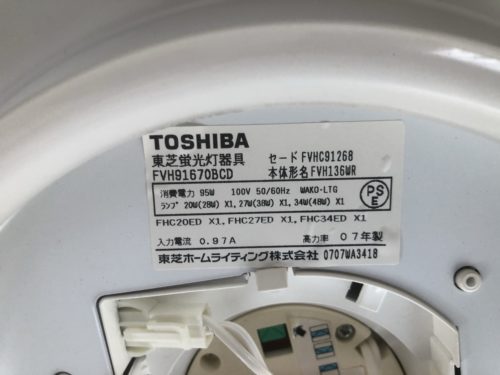 TOSHIBA
東芝蛍光灯器具 セード FVHC91268
FVH91670BCD 本体形名 FVH136WR
消費電力 95W 100V 50/60Hz WAKO-LTG
ランプ 20W(28W) X1, 27W(38W) X1, 34W(48W) X1
PSE
FHC20ED X1, FHC27ED X1, FHC34ED X1
入力電流 0.97A 高力率 07年製
東芝ホームライティング株式会社 0707WA3418